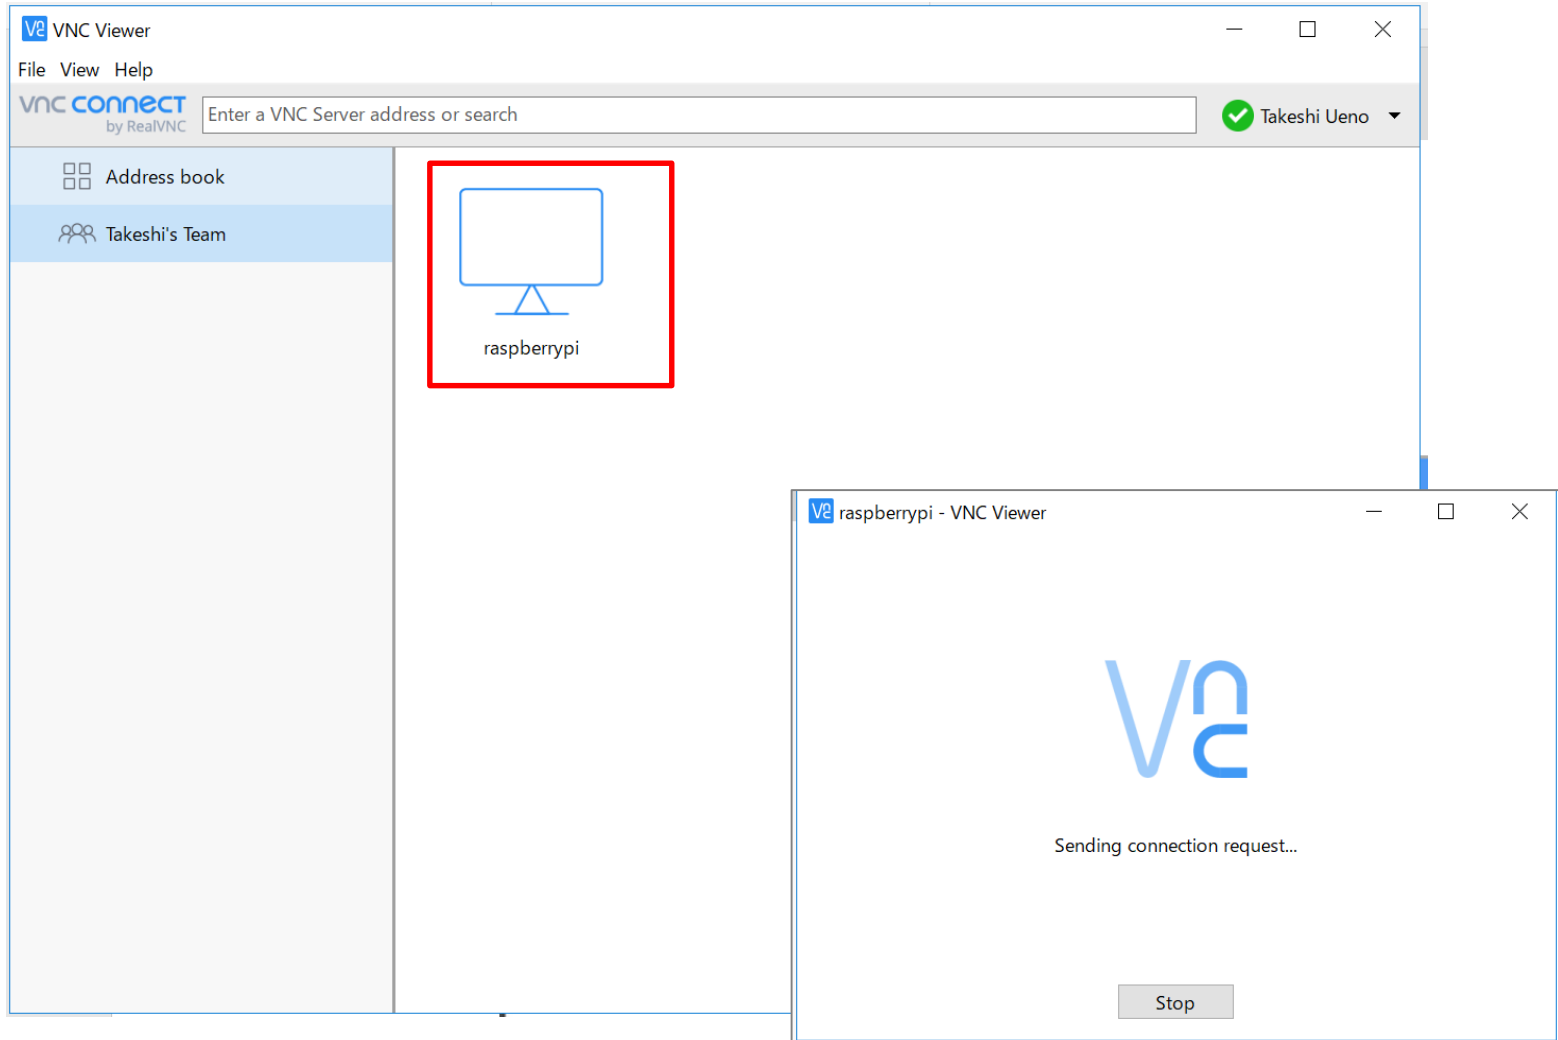 VNC Viewer
File View Help
vnc connect
by RealVNC
Enter a VNC Server address or search
Takeshi Ueno
Address book
Takeshi's Team
raspberrypi
raspberrypi - VNC Viewer
Vnc
Sending connection request...
Stop